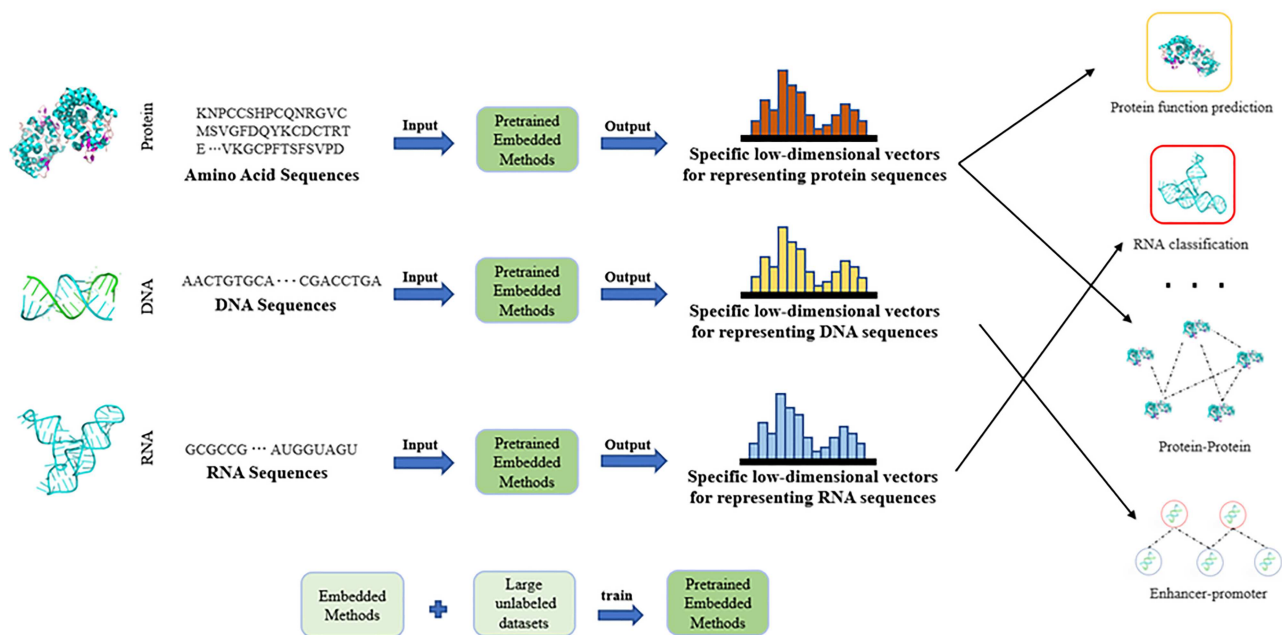 Protein
KNPCCSHPCQNRGVC
MSVGFDQYKCDCTRT
E ···VKGCPFTSFSVPD
Amino Acid Sequences
Input
Pretrained
Embedded
Methods
Output
Specific low-dimensional vectors
for representing protein sequences
DNA
AACTGTGCA ···· CGACCTGA
DNA Sequences
Input
Pretrained
Embedded
Methods
Output
Specific low-dimensional vectors
for representing DNA sequences
RNA
GCGCCG ··· AUGGUAGU
RNA Sequences
Input
Pretrained
Embedded
Methods
Output
Specific low-dimensional vectors
for representing RNA sequences
Protein function prediction
RNA classification
. . .
Protein-Protein
Enhancer-promoter
Embedded
Methods
Large
unlabeled
datasets
train
Pretrained
Embedded
Methods